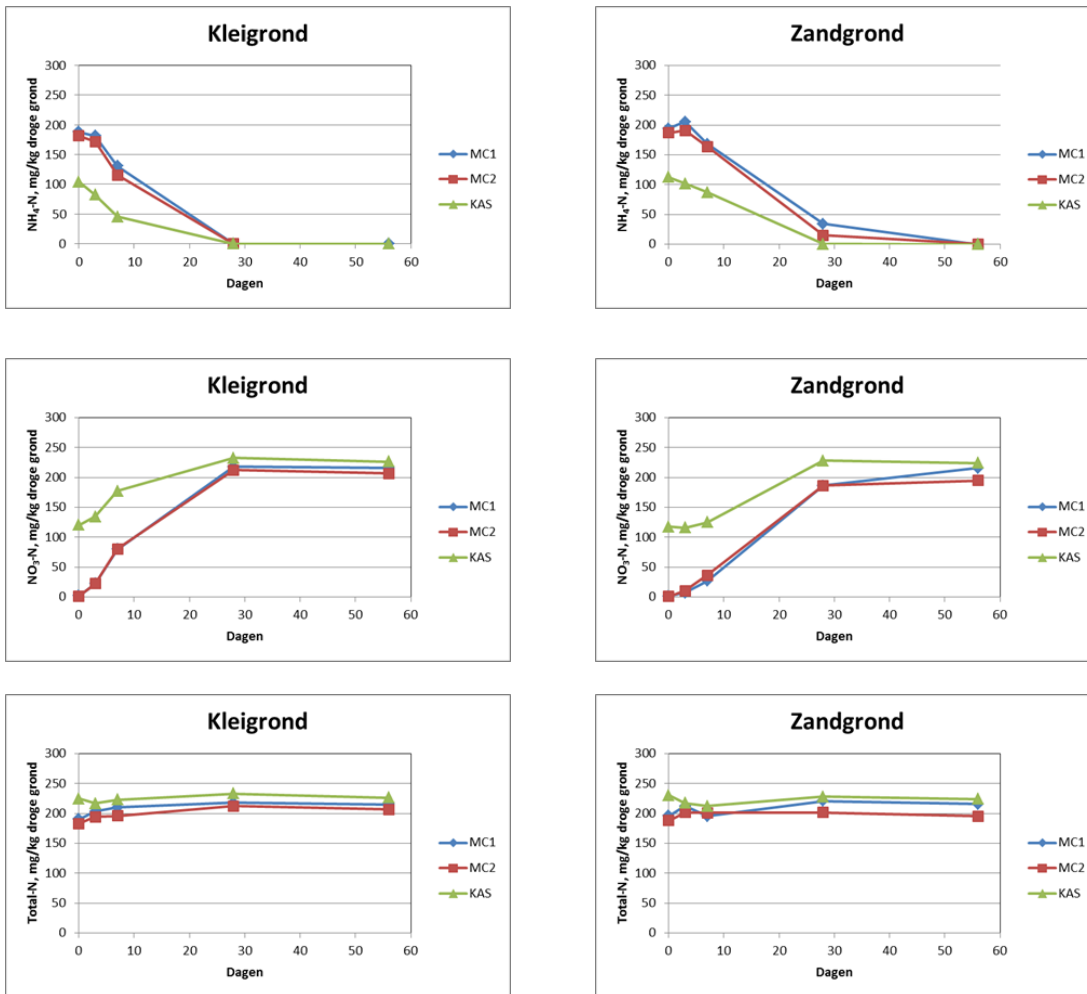 Kleigrond
NH4-N, mg/kg droge grond
300
250
200
150
100
50
0
0 10 20 30 40 50 60
Dagen
MC1
MC2
KAS
Zandgrond
NH4-N, mg/kg droge grond
300
250
200
150
100
50
0
0 10 20 30 40 50 60
Dagen
MC1
MC2
KAS
Kleigrond
NO3-N, mg/kg droge grond
300
250
200
150
100
50
0
0 10 20 30 40 50 60
Dagen
MC1
MC2
KAS
Zandgrond
NO3-N, mg/kg droge grond
300
250
200
150
100
50
0
0 10 20 30 40 50 60
Dagen
MC1
MC2
KAS
Kleigrond
Total-N, mg/kg droge grond
300
250
200
150
100
50
0
0 10 20 30 40 50 60
Dagen
MC1
MC2
KAS
Zandgrond
Total-N, mg/kg droge grond
300
250
200
150
100
50
0
0 10 20 30 40 50 60
Dagen
MC1
MC2
KAS